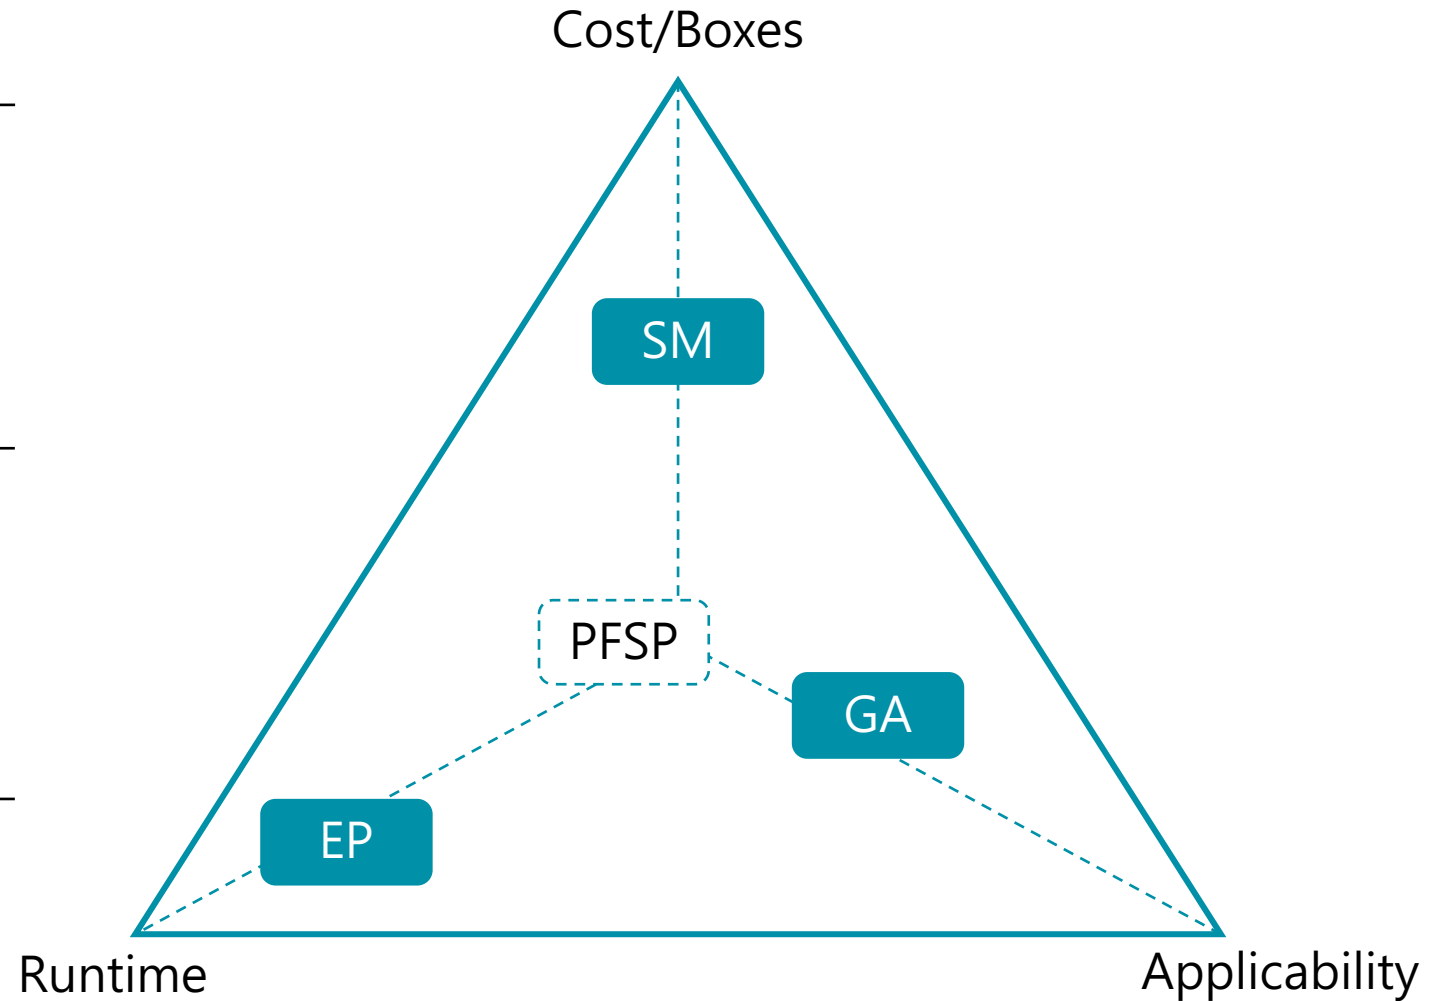 Cost/Boxes
SM
PFSP
GA
EP
Runtime
Applicability